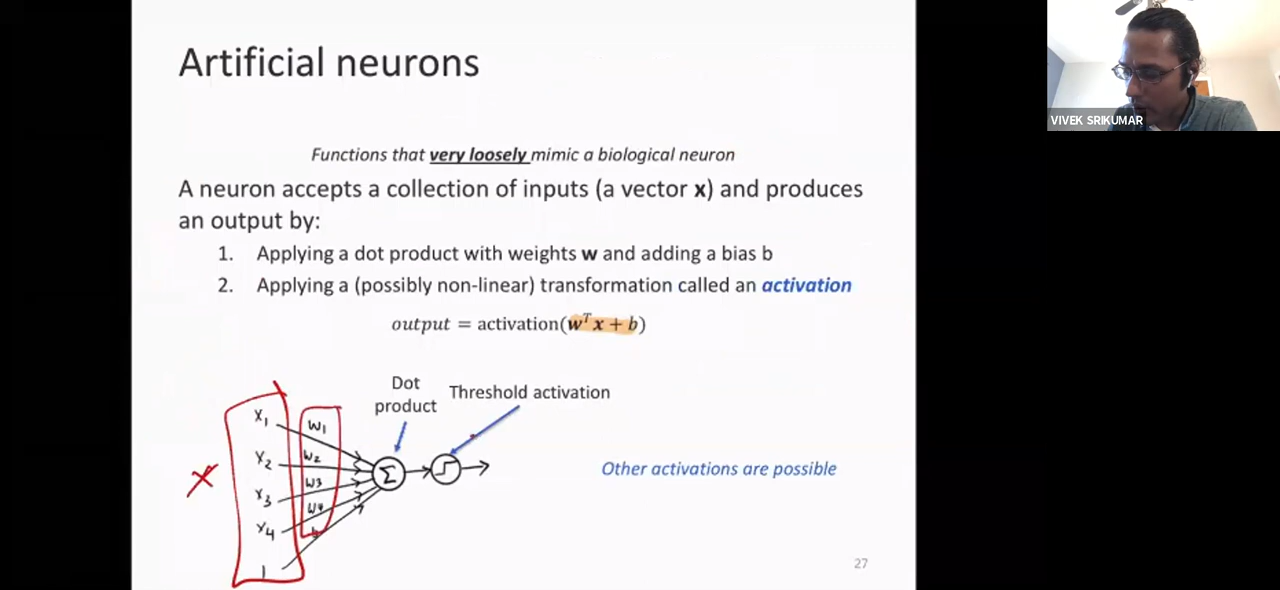 Artificial neurons
VIVEK SRIKUMAR
Functions that very loosely mimic a biological neuron
A neuron accepts a collection of inputs (a vector x) and produces
an output by:
1. Applying a dot product with weights w and adding a bias b
2. Applying a (possibly non-linear) transformation called an activation
output = activation(wᵀx + b)
Dot
product
Threshold activation
x₁
w₁
x₂
w₂
x₃
w₃
x₄
w₄
b
1
X
Σ
Other activations are possible
27